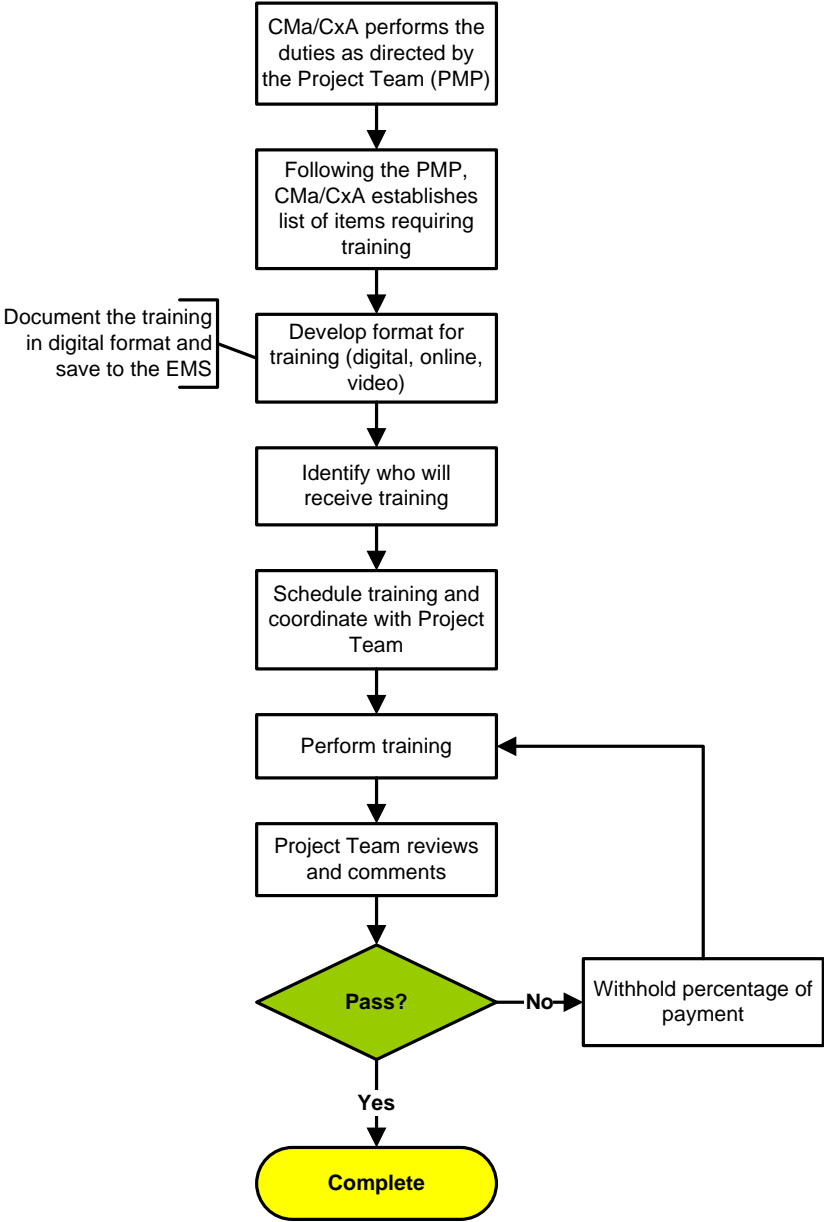 CMa/CxA performs the
duties as directed by
the Project Team (PMP)
Following the PMP,
CMa/CxA establishes
list of items requiring
training
Document the training
in digital format and
save to the EMS
Develop format for
training (digital, online,
video)
Identify who will
receive training
Schedule training and
coordinate with Project
Team
Perform training
Project Team reviews
and comments
Pass?
No
Withhold percentage of
payment
Yes
Complete